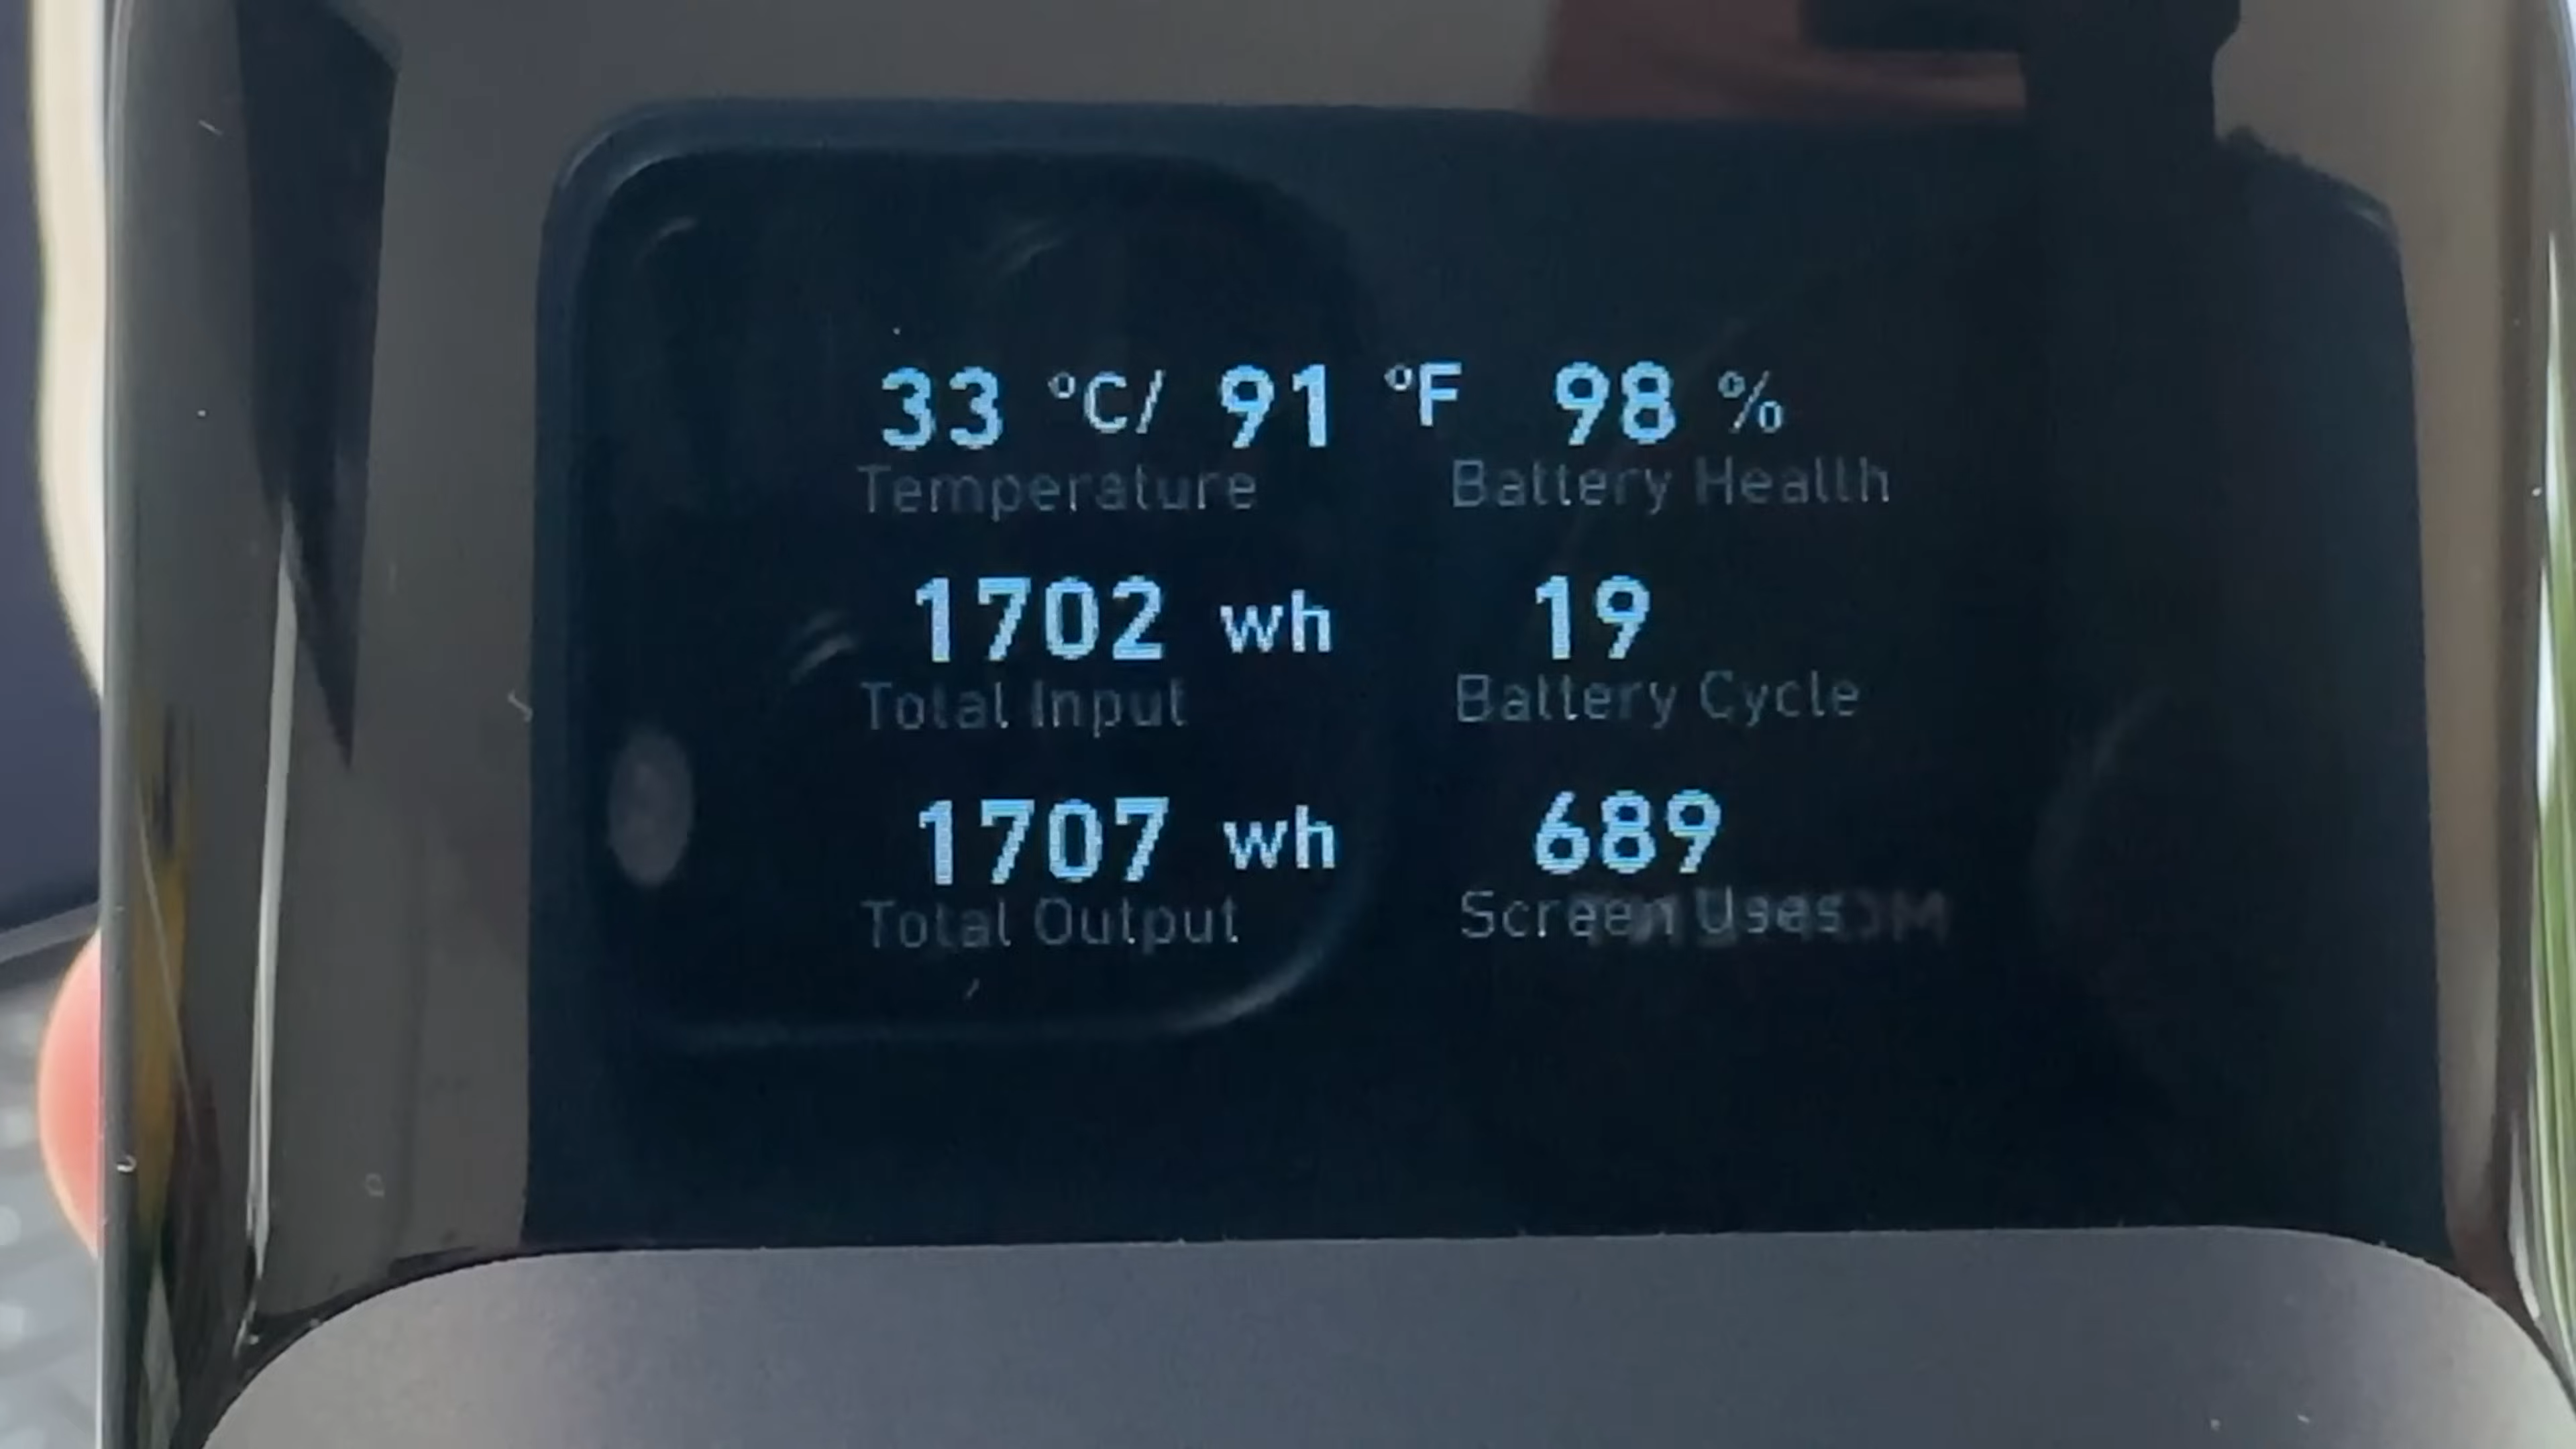 33 °C/ 91 °F 98 %
Temperature Battery Health
1702 wh 19
Total Input Battery Cycle
1707 wh 689
Total Output Screen Uses